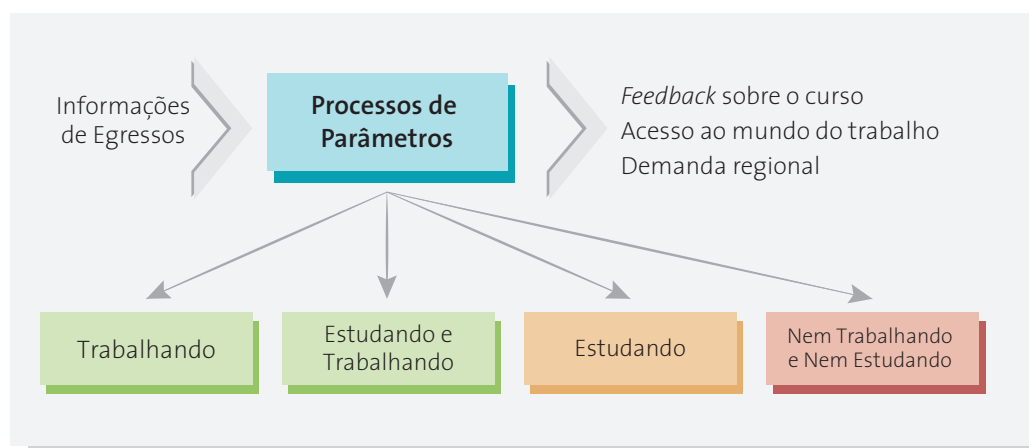 Informações
de Egressos
Processos de
Parâmetros
Feedback sobre o curso
Acesso ao mundo do trabalho
Demanda regional
Trabalhando
Estudando e
Trabalhando
Estudando
Nem Trabalhando
e Nem Estudando